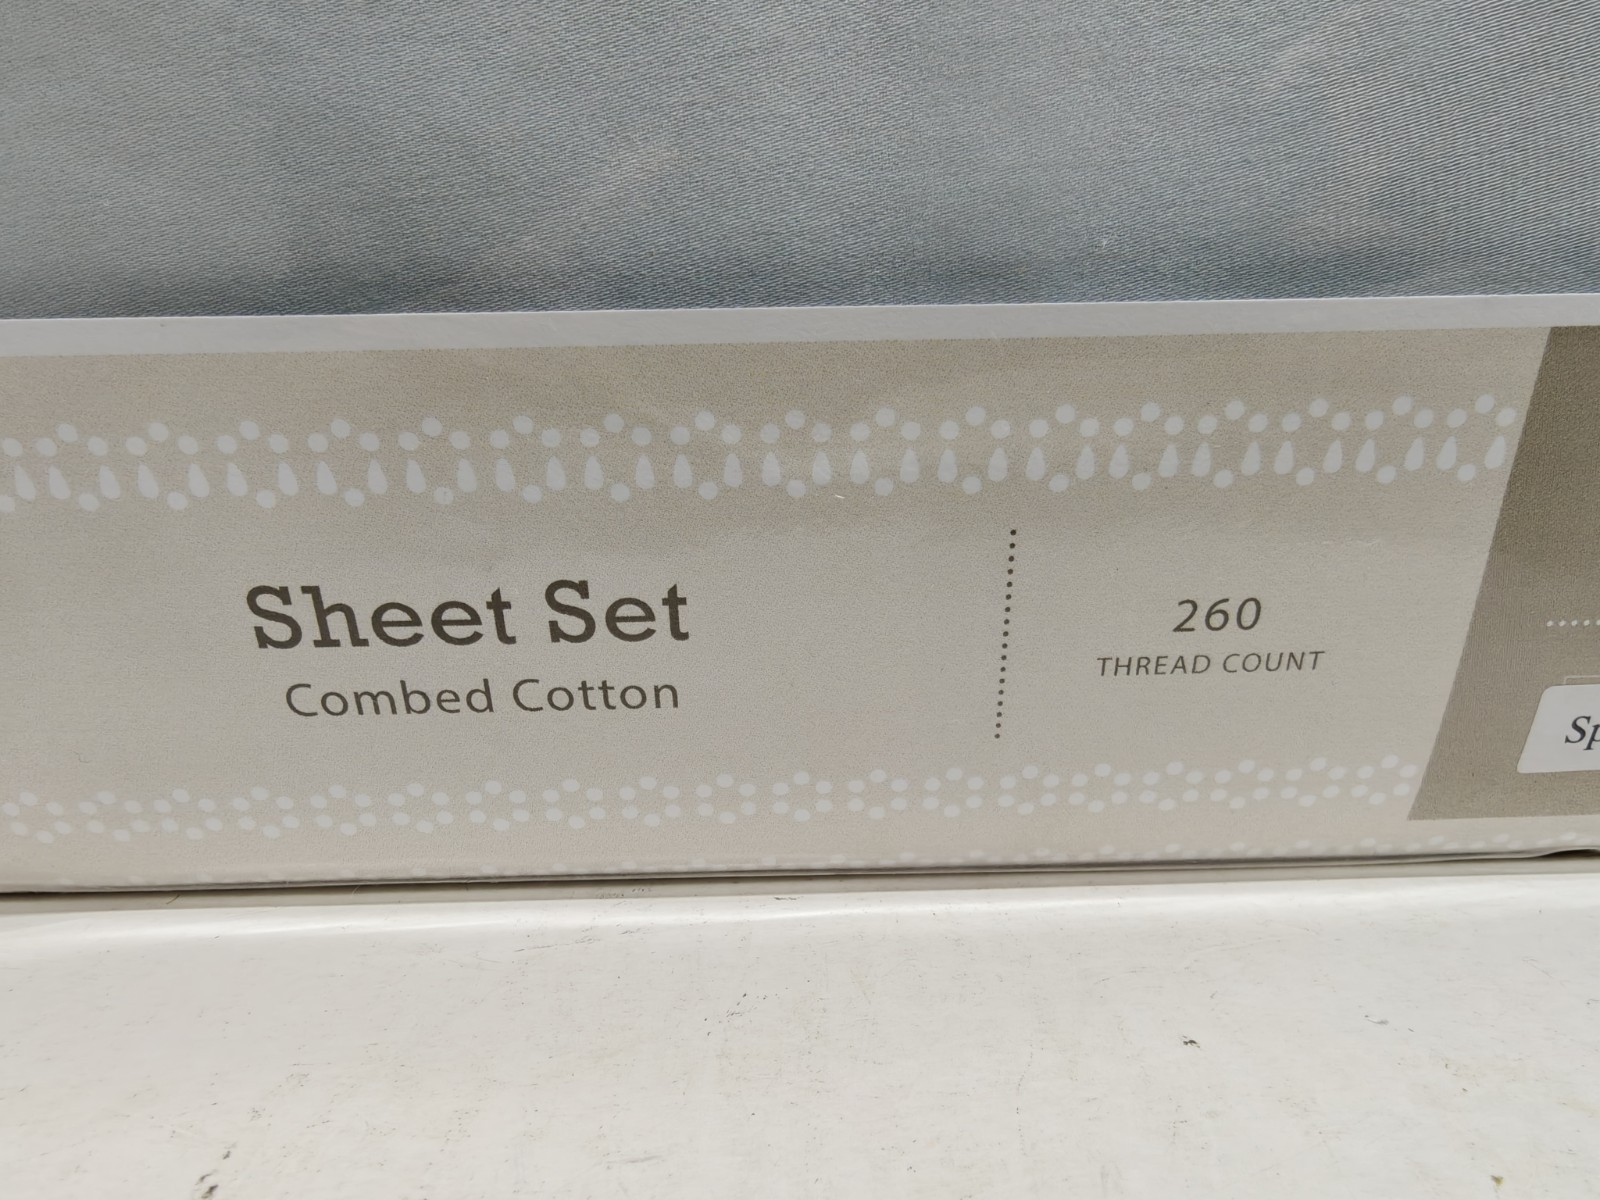 Sheet Set
Combed Cotton
260
THREAD COUNT